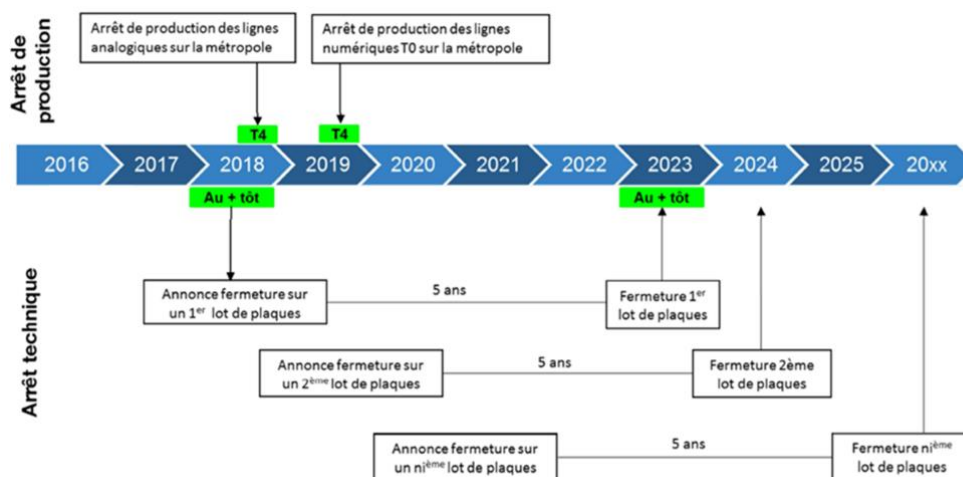 Arrêt de
production
Arrêt de production des lignes
analogiques sur la métropole
Arrêt de production des lignes
numériques T0 sur la métropole
T4
T4
2016
2017
2018
2019
2020
2021
2022
2023
2024
2025
20xx
Au + tôt
Au + tôt
Arrêt technique
Annonce fermeture sur
un 1er lot de plaques
5 ans
Fermeture 1er
lot de plaques
Annonce fermeture sur
un 2ème lot de plaques
5 ans
Fermeture 2ème
lot de plaques
Annonce fermeture sur
un nième lot de plaques
5 ans
Fermeture nième
lot de plaques